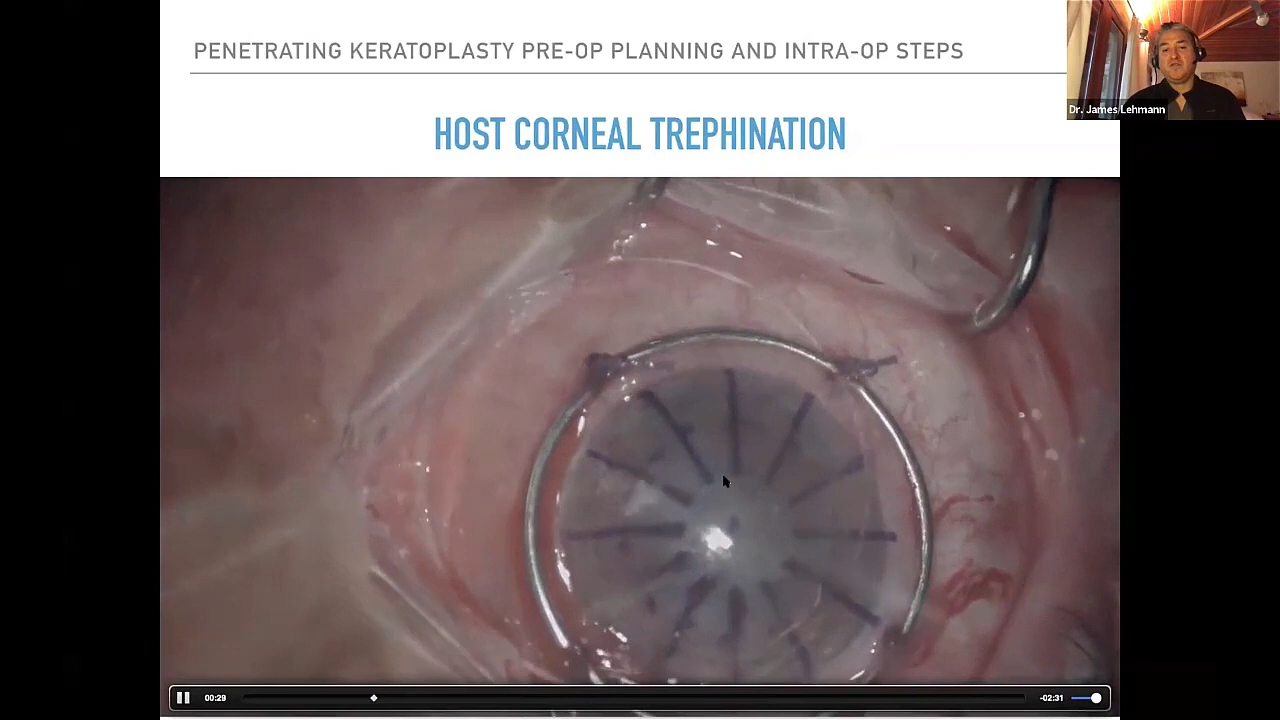 PENETRATING KERATOPLASTY PRE-OP PLANNING AND INTRA-OP STEPS
Dr. James Lehmann
HOST CORNEAL TREPHINATION
00:29
-02:31